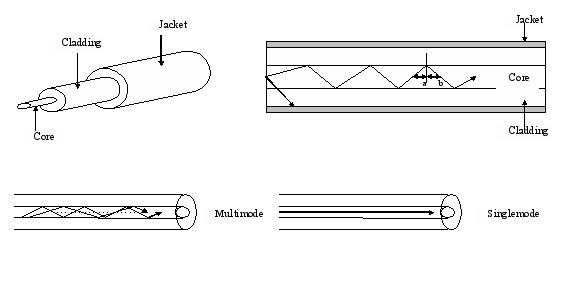 Jacket
Cladding
Core
Jacket
Core
a b
Cladding
Multimode
Singlemode